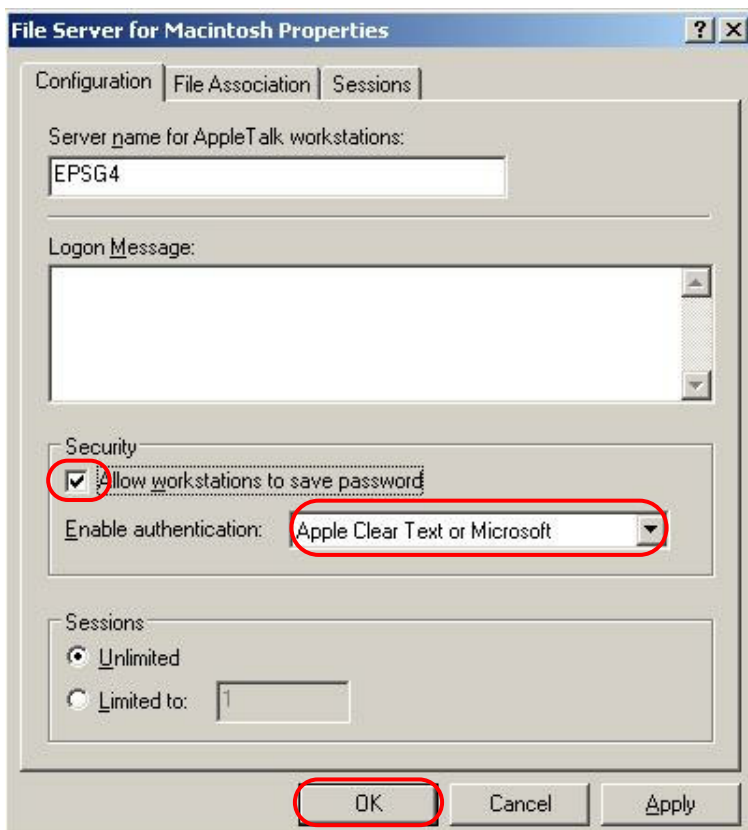 File Server for Macintosh Properties
Configuration File Association Sessions
Server name for AppleTalk workstations:
EPSG4
Logon Message:
Security
Allow workstations to save password
Enable authentication: Apple Clear Text or Microsoft
Sessions
Unlimited
Limited to: 1
OK Cancel Apply